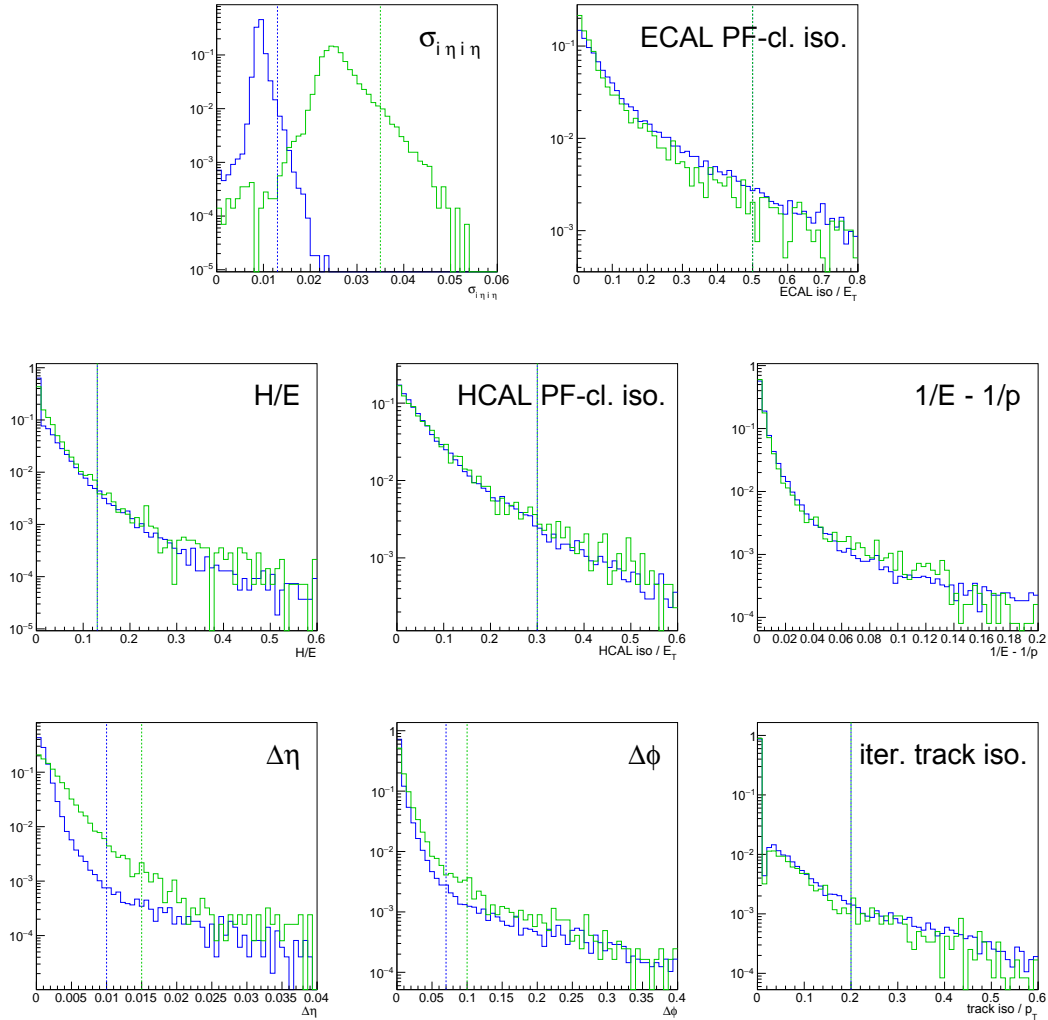 σ i η i η
10⁻¹
10⁻²
10⁻³
10⁻⁴
10⁻⁵
0 0.01 0.02 0.03 0.04 0.05 0.06
σ i η i η
ECAL PF-cl. iso.
10⁻¹
10⁻²
10⁻³
0 0.1 0.2 0.3 0.4 0.5 0.6 0.7 0.8
ECAL iso / E_T
H/E
1
10⁻¹
10⁻²
10⁻³
10⁻⁴
10⁻⁵
0 0.1 0.2 0.3 0.4 0.5 0.6
H/E
HCAL PF-cl. iso.
10⁻¹
10⁻²
10⁻³
0 0.1 0.2 0.3 0.4 0.5 0.6
HCAL iso / E_T
1/E - 1/p
1
10⁻¹
10⁻²
10⁻³
10⁻⁴
0.02 0.04 0.06 0.08 0.1 0.12 0.14 0.16 0.18 0.2
1/E - 1/p
Δη
10⁻¹
10⁻²
10⁻³
10⁻⁴
0 0.005 0.01 0.015 0.02 0.025 0.03 0.035 0.04
Δη
Δϕ
1
10⁻¹
10⁻²
10⁻³
10⁻⁴
0 0.05 0.1 0.15 0.2 0.25 0.3 0.35 0.4
Δϕ
iter. track iso.
1
10⁻¹
10⁻²
10⁻³
10⁻⁴
0 0.1 0.2 0.3 0.4 0.5 0.6
track iso / p_T